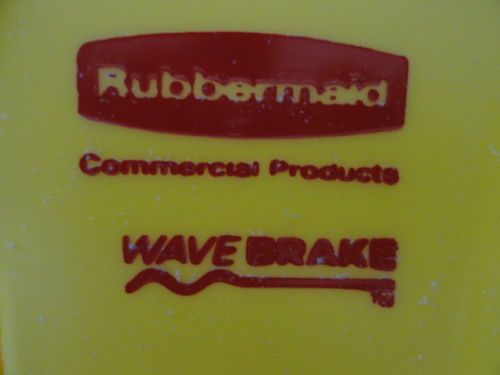 Rubbermaid
Commercial Products
WAVE BRAKE